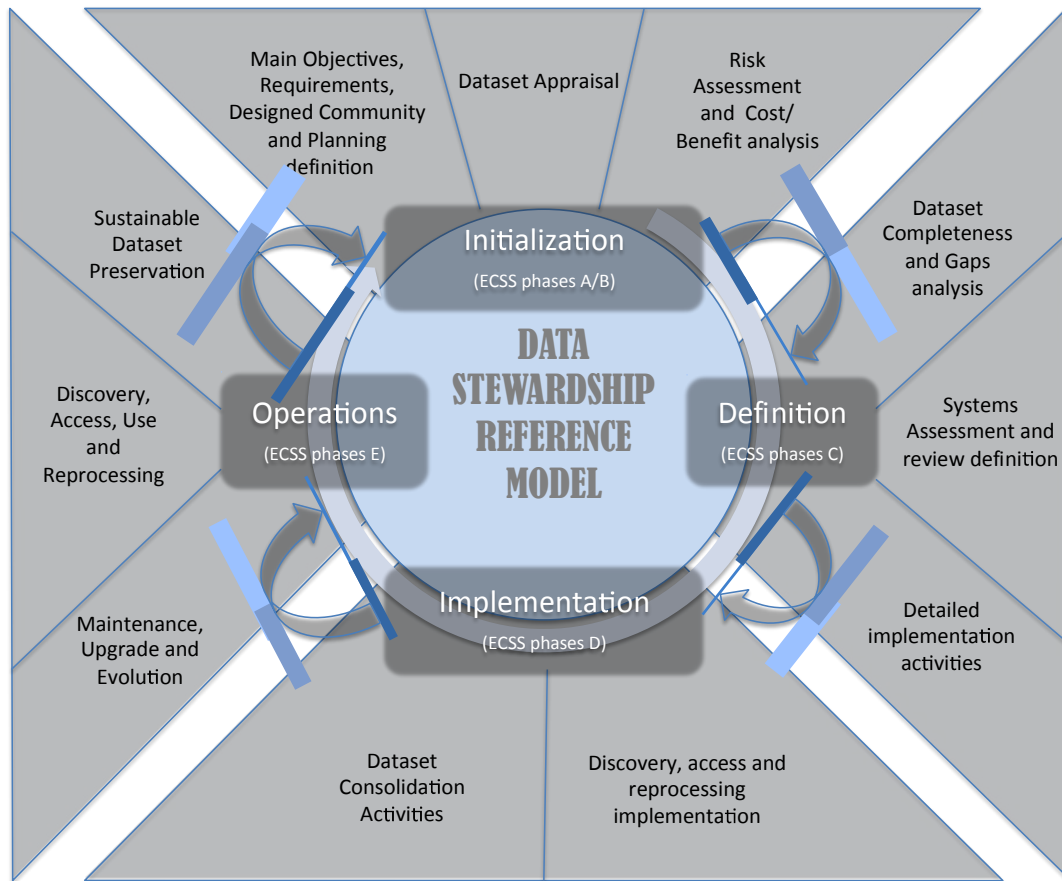 Main Objectives,
Requirements,
Designed Community
and Planning
definition
Dataset Appraisal
Risk
Assessment
and Cost/
Benefit analysis
Sustainable
Dataset
Preservation
Initialization
(ECSS phases A/B)
Dataset
Completeness
and Gaps
analysis
DATA
STEWARDSHIP
REFERENCE
MODEL
Discovery,
Access, Use
and
Reprocessing
Operations
(ECSS phases E)
Definition
(ECSS phases C)
Systems
Assessment and
review definition
Maintenance,
Upgrade and
Evolution
Implementation
(ECSS phases D)
Detailed
implementation
activities
Dataset
Consolidation
Activities
Discovery, access and
reprocessing
implementation